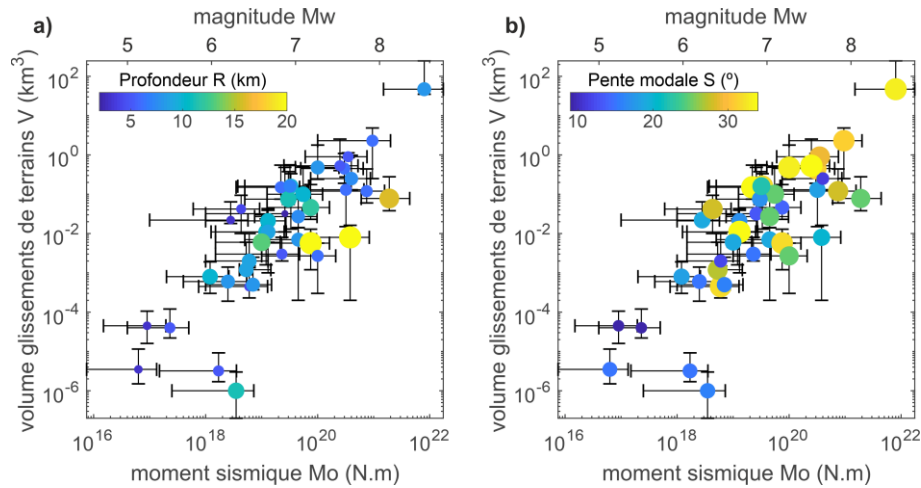 a)
magnitude Mw
5 6 7 8
volume glissements de terrains V (km³)
10² 10⁰ 10⁻² 10⁻⁴ 10⁻⁶
Profondeur R (km)
5 10 15 20
10¹⁶ 10¹⁸ 10²⁰ 10²²
moment sismique Mo (N.m)
b)
magnitude Mw
5 6 7 8
volume glissements de terrains V (km³)
10² 10⁰ 10⁻² 10⁻⁴ 10⁻⁶
Pente modale S (º)
10 20 30
10¹⁶ 10¹⁸ 10²⁰ 10²²
moment sismique Mo (N.m)